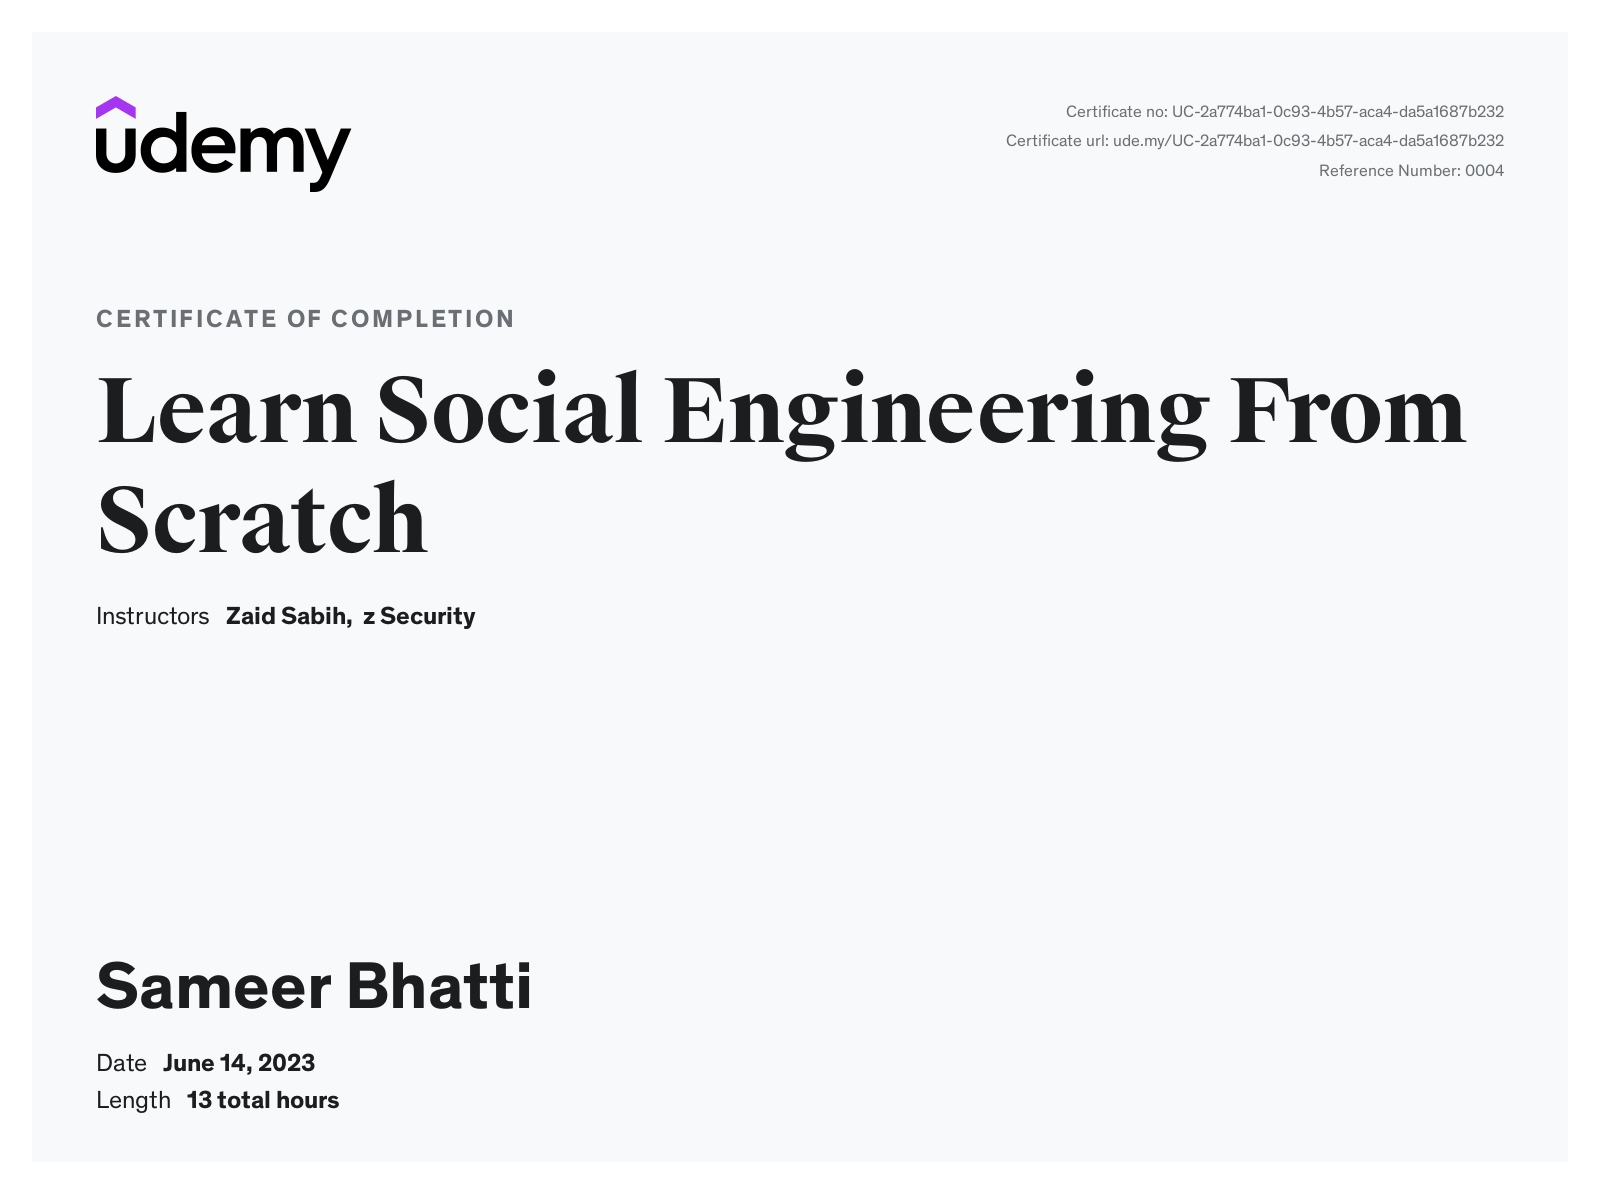 udemy
Certificate no: UC-2a774ba1-0c93-4b57-aca4-da5a1687b232
Certificate url: ude.my/UC-2a774ba1-0c93-4b57-aca4-da5a1687b232
Reference Number: 0004
CERTIFICATE OF COMPLETION
Learn Social Engineering From
Scratch
Instructors Zaid Sabih, z Security
Sameer Bhatti
Date June 14, 2023
Length 13 total hours